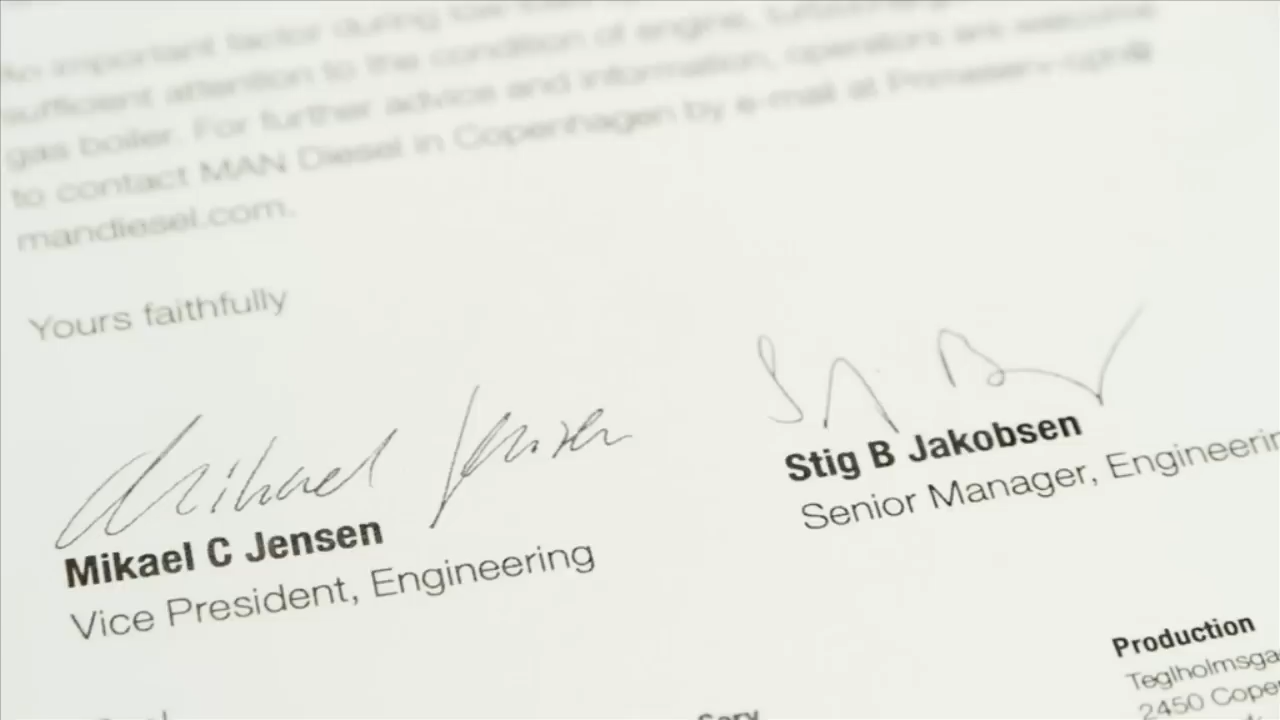 An important factor during low-load
sufficient attention to the condition of engine,
gas boiler. For further advice and information, operators are welcome
to contact MAN Diesel in Copenhagen by e-mail at
mandiesel.com.
Yours faithfully
Mikael Jensen
Mikael C Jensen
Vice President, Engineering
Stig B Jakobsen
Senior Manager, Engineerin
Production
Teglholmsga
2450 Cope